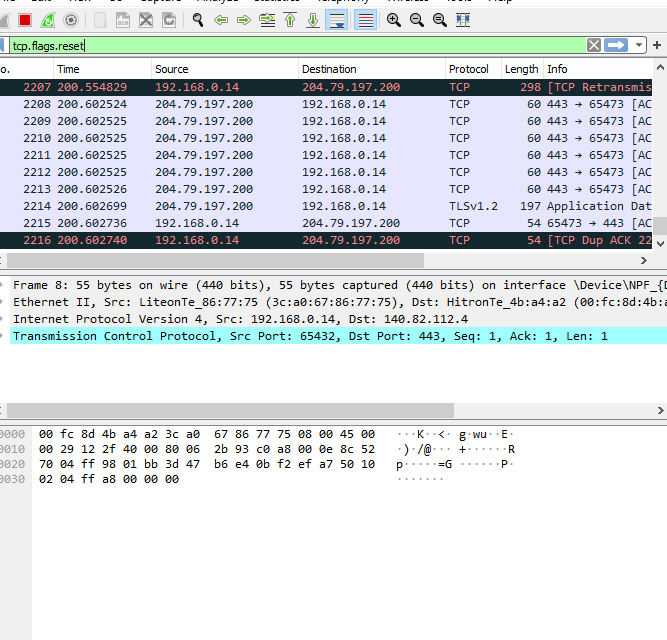 tcp.flags.reset
o. Time Source Destination Protocol Length Info
2207 200.554829 192.168.0.14 204.79.197.200 TCP 298 [TCP Retransmis
2208 200.602524 204.79.197.200 192.168.0.14 TCP 60 443 → 65473 [AC
2209 200.602525 204.79.197.200 192.168.0.14 TCP 60 443 → 65473 [AC
2210 200.602525 204.79.197.200 192.168.0.14 TCP 60 443 → 65473 [AC
2211 200.602525 204.79.197.200 192.168.0.14 TCP 60 443 → 65473 [AC
2212 200.602525 204.79.197.200 192.168.0.14 TCP 60 443 → 65473 [AC
2213 200.602526 204.79.197.200 192.168.0.14 TCP 60 443 → 65473 [AC
2214 200.602699 204.79.197.200 192.168.0.14 TLSv1.2 197 Application Dat
2215 200.602736 192.168.0.14 204.79.197.200 TCP 54 65473 → 443 [AC
2216 200.602740 192.168.0.14 204.79.197.200 TCP 54 [TCP Dup ACK 22
Frame 8: 55 bytes on wire (440 bits), 55 bytes captured (440 bits) on interface \Device\NPF_{D
Ethernet II, Src: LiteonTe_86:77:75 (3c:a0:67:86:77:75), Dst: HitronTe_4b:a4:a2 (00:fc:8d:4b:a
Internet Protocol Version 4, Src: 192.168.0.14, Dst: 140.82.112.4
Transmission Control Protocol, Src Port: 65432, Dst Port: 443, Seq: 1, Ack: 1, Len: 1
0000 00 fc 8d 4b a4 a2 3c a0 67 86 77 75 08 00 45 00 ···K··<· g·wu··E·
0010 00 29 12 2f 40 00 80 06 2b 93 c0 a8 00 0e 8c 52 ·)·/@··· +······R
0020 70 04 ff 98 01 bb 3d 47 b6 e4 0b f2 ef a7 50 10 p·····=G ······P·
0030 02 04 ff a8 00 00 00 ·······